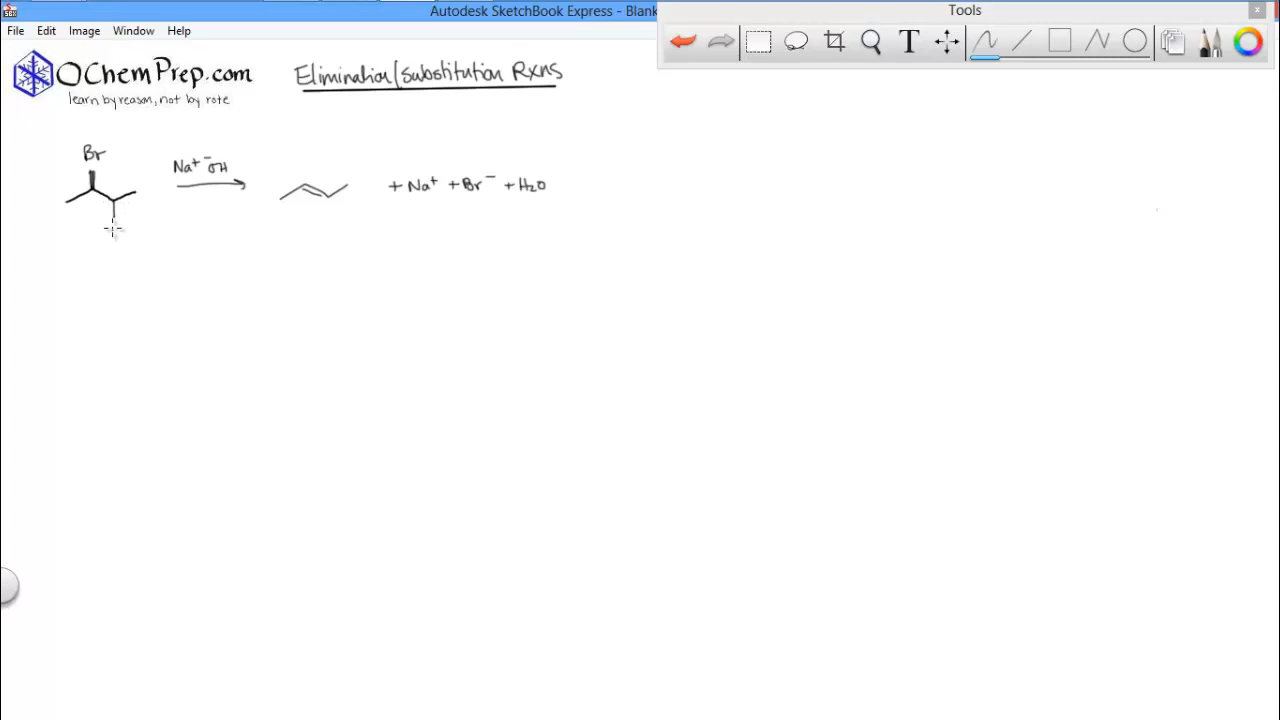 Autodesk SketchBook Express - Blank
Tools
File Edit Image Window Help
OChemPrep.com
learn by reason, not by rote
Elimination/Substitution Rxns
Br
Na⁺ ⁻OH
+ Na⁺ + Br⁻ + H₂O
T